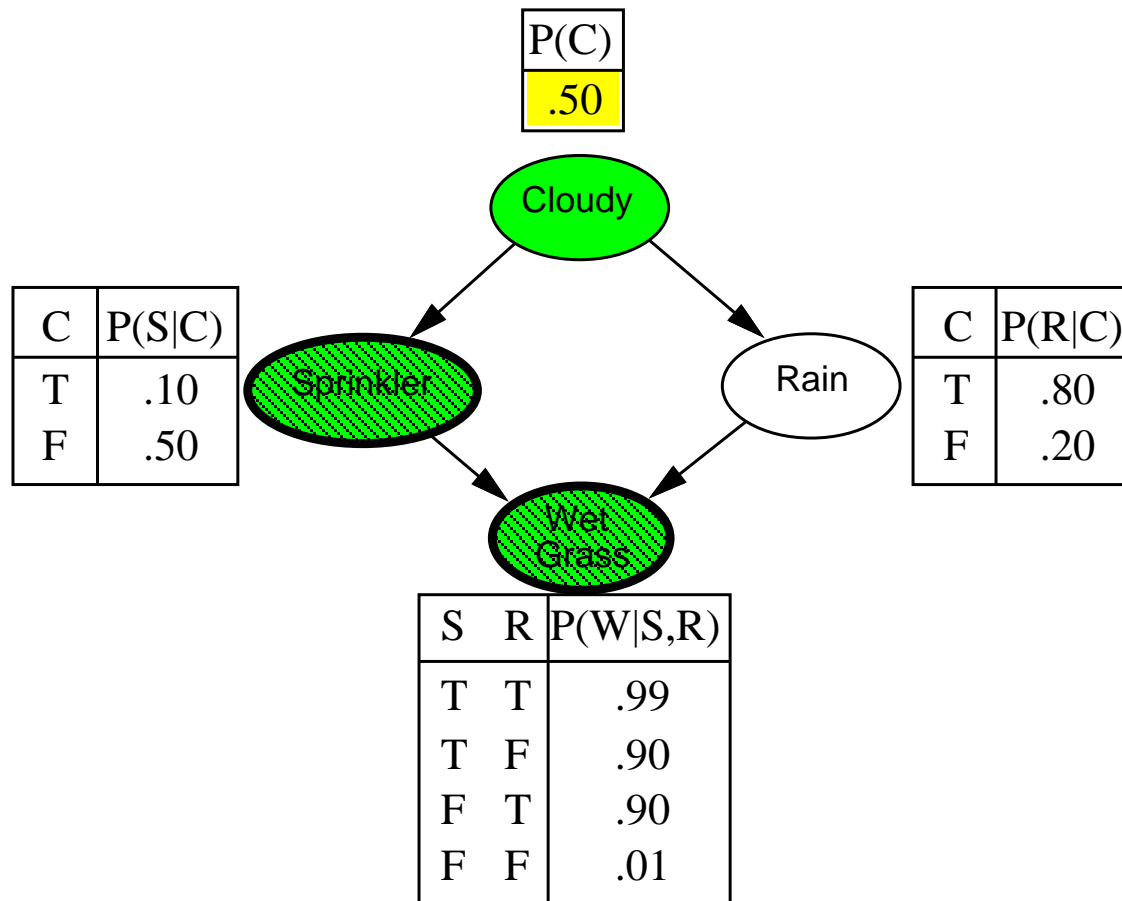 P(C)
.50
Cloudy
C P(S|C)
T .10
F .50
Sprinkler
Rain
C P(R|C)
T .80
F .20
Wet
Grass
S R P(W|S,R)
T T .99
T F .90
F T .90
F F .01